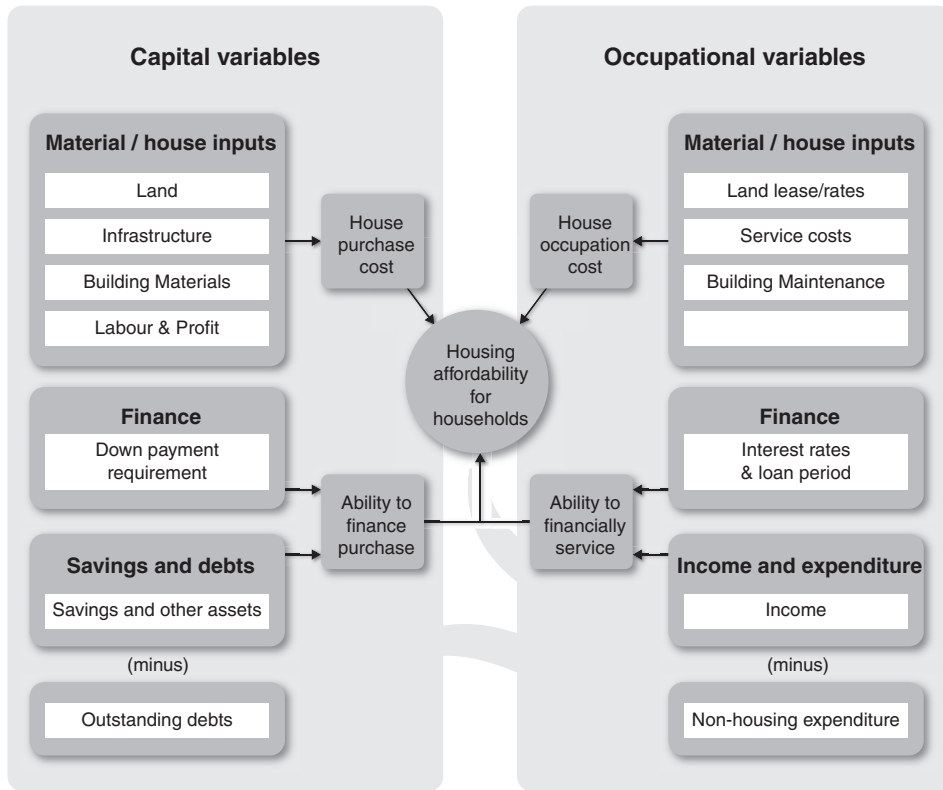 Capital variables
Material / house inputs
Land
Infrastructure
Building Materials
Labour & Profit
House
purchase
cost
Finance
Down payment
requirement
Ability to
finance
purchase
Savings and debts
Savings and other assets
(minus)
Outstanding debts
Housing
affordability
for
households
Occupational variables
Material / house inputs
Land lease/rates
Service costs
Building Maintenance
House
occupation
cost
Finance
Interest rates
& loan period
Ability to
financially
service
Income and expenditure
Income
(minus)
Non-housing expenditure